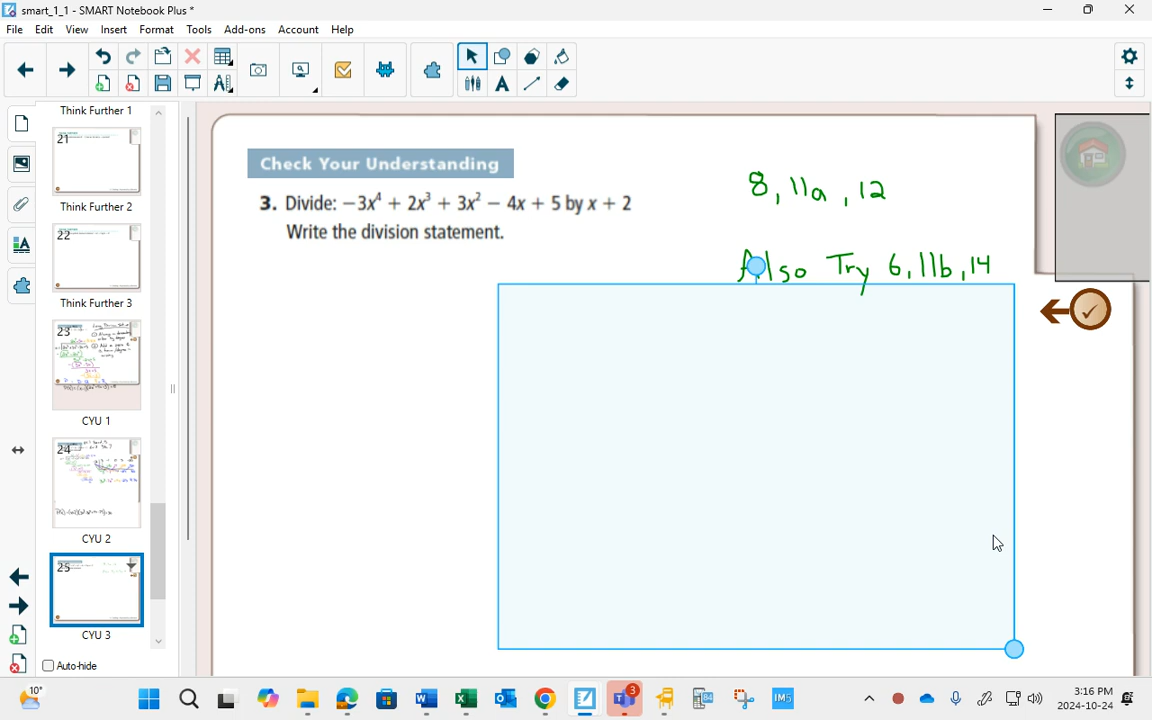 smart_1_1 - SMART Notebook Plus *
File Edit View Insert Format Tools Add-ons Account Help
Think Further 1
21
Think Further 2
22
Think Further 3
23
CYU 1
24
CYU 2
25
CYU 3
Auto-hide
Check Your Understanding
3. Divide: −3x⁴ + 2x³ + 3x² − 4x + 5 by x + 2
Write the division statement.
8, 11a, 12
Also Try 6, 11b, 14
10°
3
84
IM5
3:16 PM
2024-10-24